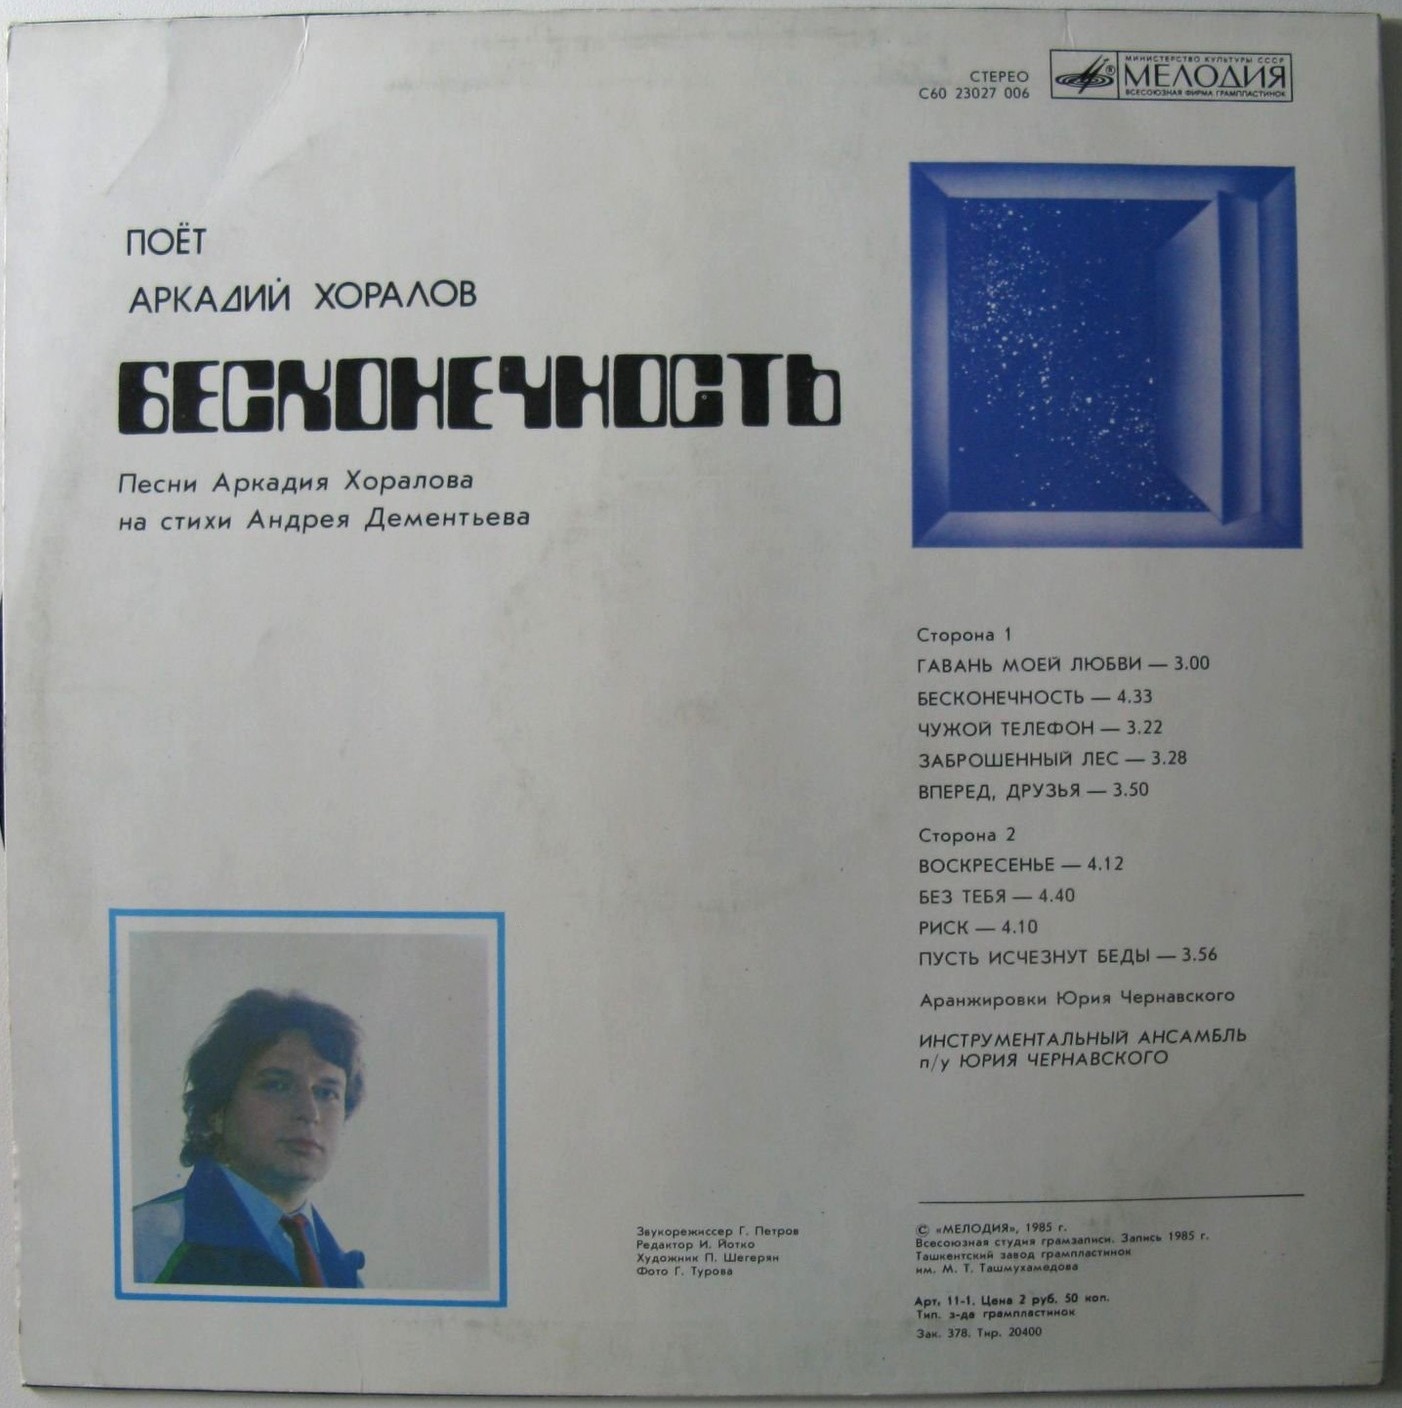 СТЕРЕО
С60 23027 006
МИНИСТЕРСТВО КУЛЬТУРЫ СССР
МЕЛОДИЯ
ВСЕСОЮЗНАЯ ФИРМА ГРАМПЛАСТИНОК
ПОЁТ
АРКАДИЙ ХОРАЛОВ
БЕСКОНЕЧНОСТЬ
Песни Аркадия Хоралова
на стихи Андрея Дементьева
Сторона 1
ГАВАНЬ МОЕЙ ЛЮБВИ — 3.00
БЕСКОНЕЧНОСТЬ — 4.33
ЧУЖОЙ ТЕЛЕФОН — 3.22
ЗАБРОШЕННЫЙ ЛЕС — 3.28
ВПЕРЕД, ДРУЗЬЯ — 3.50
Сторона 2
ВОСКРЕСЕНЬЕ — 4.12
БЕЗ ТЕБЯ — 4.40
РИСК — 4.10
ПУСТЬ ИСЧЕЗНУТ БЕДЫ — 3.56
Аранжировки Юрия Чернавского
ИНСТРУМЕНТАЛЬНЫЙ АНСАМБЛЬ
п/у ЮРИЯ ЧЕРНАВСКОГО
Звукорежиссер Г. Петров
Редактор И. Йотко
Художник П. Шегерян
Фото Г. Турова
© «МЕЛОДИЯ», 1985 г.
Всесоюзная студия грамзаписи. Запись 1985 г.
Ташкентский завод грампластинок
им. М. Т. Ташмухамедова
Арт. 11-1. Цена 2 руб. 50 коп.
Тип. з-да грампластинок
Зак. 378. Тир. 20400